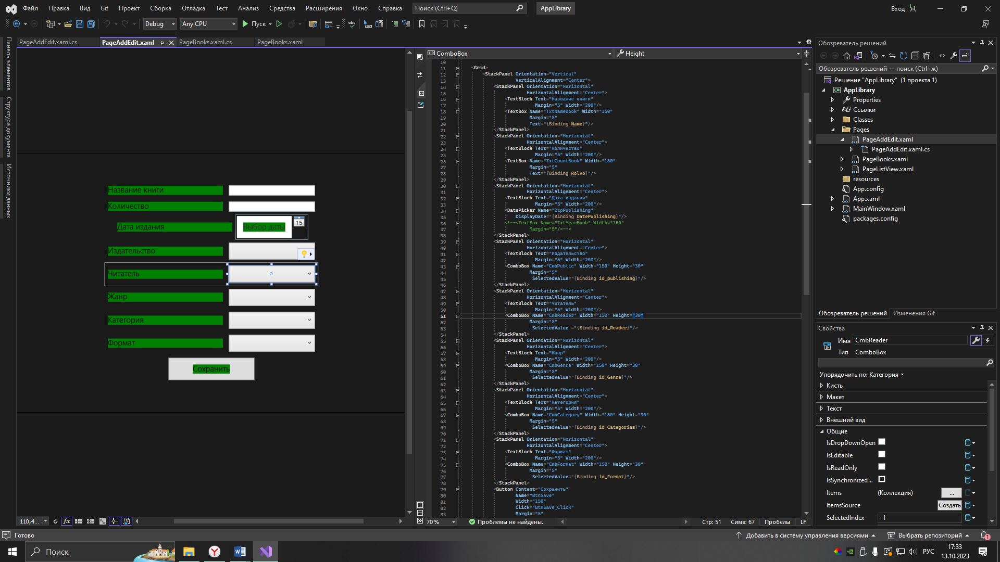 Файл Правка Вид Git Проект Сборка Отладка Тест Анализ Средства Расширения Окно Справка Поиск (Ctrl+Q) AppLibrary Вход
Debug Any CPU Пуск
PageAddEdit.xaml.cs PageAddEdit.xaml PageBooks.xaml.cs PageBooks.xaml
Панель элементов
Структура документа
Источники данных
Название книги
Количество
Дата издания Выбор даты 15
Издательство
Читатель
Жанр
Категория
Формат
Сохранить
110,4...
ComboBox Height
10
11 <Grid>
12 <StackPanel Orientation="Vertical"
13 VerticalAlignment="Center">
14 <StackPanel Orientation="Horizontal"
15 HorizontalAlignment="Center">
16 <TextBlock Text="Название книги"
17 Margin="5" Width="200"/>
18 <TextBox Name="TxtNameBook" Width="150"
19 Margin="5"
20 Text="{Binding Name}"/>
21 </StackPanel>
22 <StackPanel Orientation="Horizontal"
23 HorizontalAlignment="Center">
24 <TextBlock Text="Количество"
25 Margin="5" Width="200"/>
26 <TextBox Name="TxtCountBook" Width="150"
27 Margin="5"
28 Text="{Binding Kolvo}"/>
29 </StackPanel>
30 <StackPanel Orientation="Horizontal"
31 HorizontalAlignment="Center">
32 <TextBlock Text="Дата издания"
33 Margin="5" Width="200"/>
34 <DatePicker Name="DtpPublishing"
35 DisplayDate="{Binding DatePublishing}"/>
36 <!--<TextBox Name="TxtYearBook" Width="150"
37 Margin="5"/>-->
38 </StackPanel>
39 <StackPanel Orientation="Horizontal"
40 HorizontalAlignment="Center">
41 <TextBlock Text="Издательство"
42 Margin="5" Width="200"/>
43 <ComboBox Name="CmbPublic" Width="150" Height="30"
44 Margin="5"
45 SelectedValue="{Binding id_publishing}"/>
46 </StackPanel>
47 <StackPanel Orientation="Horizontal"
48 HorizontalAlignment="Center">
49 <TextBlock Text="Читатель"
50 Margin="5" Width="200"/>
51 <ComboBox Name="CmbReader" Width="150" Height="30"
52 Margin="5"
53 SelectedValue ="{Binding id_Reader}"/>
54 </StackPanel>
55 <StackPanel Orientation="Horizontal"
56 HorizontalAlignment="Center">
57 <TextBlock Text="Жанр"
58 Margin="5" Width="200"/>
59 <ComboBox Name="CmbGenre" Width="150" Height="30"
60 Margin="5"
61 SelectedValue="{Binding id_Genre}"/>
62 </StackPanel>
63 <StackPanel Orientation="Horizontal"
64 HorizontalAlignment="Center">
65 <TextBlock Text="Категория"
66 Margin="5" Width="200"/>
67 <ComboBox Name="CmbCategory" Width="150" Height="30"
68 Margin="5"
69 SelectedValue="{Binding id_Categories}"/>
70 </StackPanel>
71 <StackPanel Orientation="Horizontal"
72 HorizontalAlignment="Center">
73 <TextBlock Text="Формат"
74 Margin="5" Width="200"/>
75 <ComboBox Name="CmbFormat" Width="150" Height="30"
76 Margin="5"
77 SelectedValue="{Binding id_Format}"/>
78 </StackPanel>
79 <Button Content="Сохранить"
80 Name="BtnSave"
81 Width="150"
82 Click="BtnSave_Click"
83 Margin="5"
70 % Проблемы не найдены. Стр: 51 Симв: 67 Пробелы LF
Обозреватель решений
Обозреватель решений — поиск (Ctrl+ж)
Решение "AppLibrary" (1 проекта 1)
AppLibrary
Properties
Ссылки
Classes
Pages
PageAddEdit.xaml
PageAddEdit.xaml.cs
PageBooks.xaml
PageListView.xaml
resources
App.config
App.xaml
MainWindow.xaml
packages.config
Обозреватель решений Изменения Git
Свойства
Имя CmbReader
Тип ComboBox
Упорядочить по: Категория
Кисть
Макет
Текст
Внешний вид
Общие
IsDropDownOpen
IsEditable
IsReadOnly
IsSynchronized...
Items (Коллекция) ...
ItemsSource Создать
SelectedIndex -1
Готово Добавить в систему управления версиями Выбрать репозиторий 1
Поиск РУС 17:33
13.10.2023